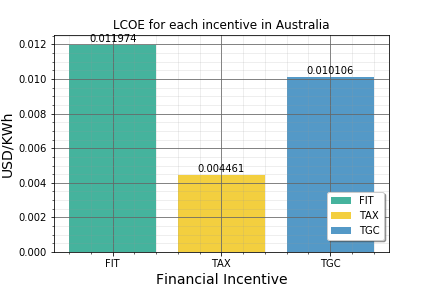 LCOE for each incentive in Australia
USD/KWh
0.012
0.010
0.008
0.006
0.004
0.002
0.000
0.011974
0.004461
0.010106
FIT
TAX
TGC
FIT
TAX
TGC
Financial Incentive